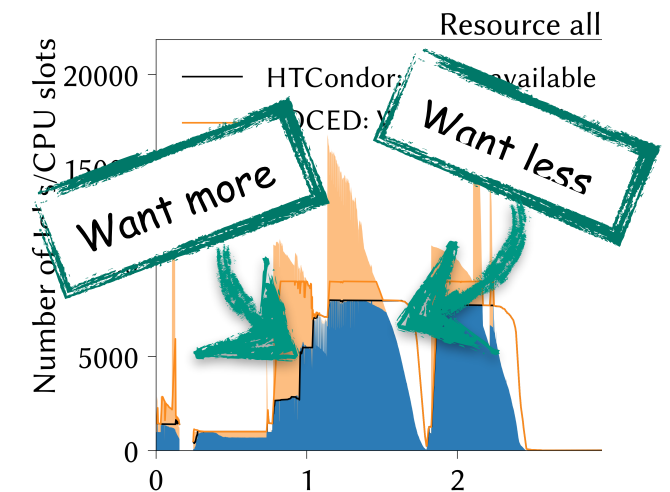 Resource all
Number of Jobs/CPU slots
20000
HTCondor: available
OCED:
Want more
Want less
5000
0
0 1 2